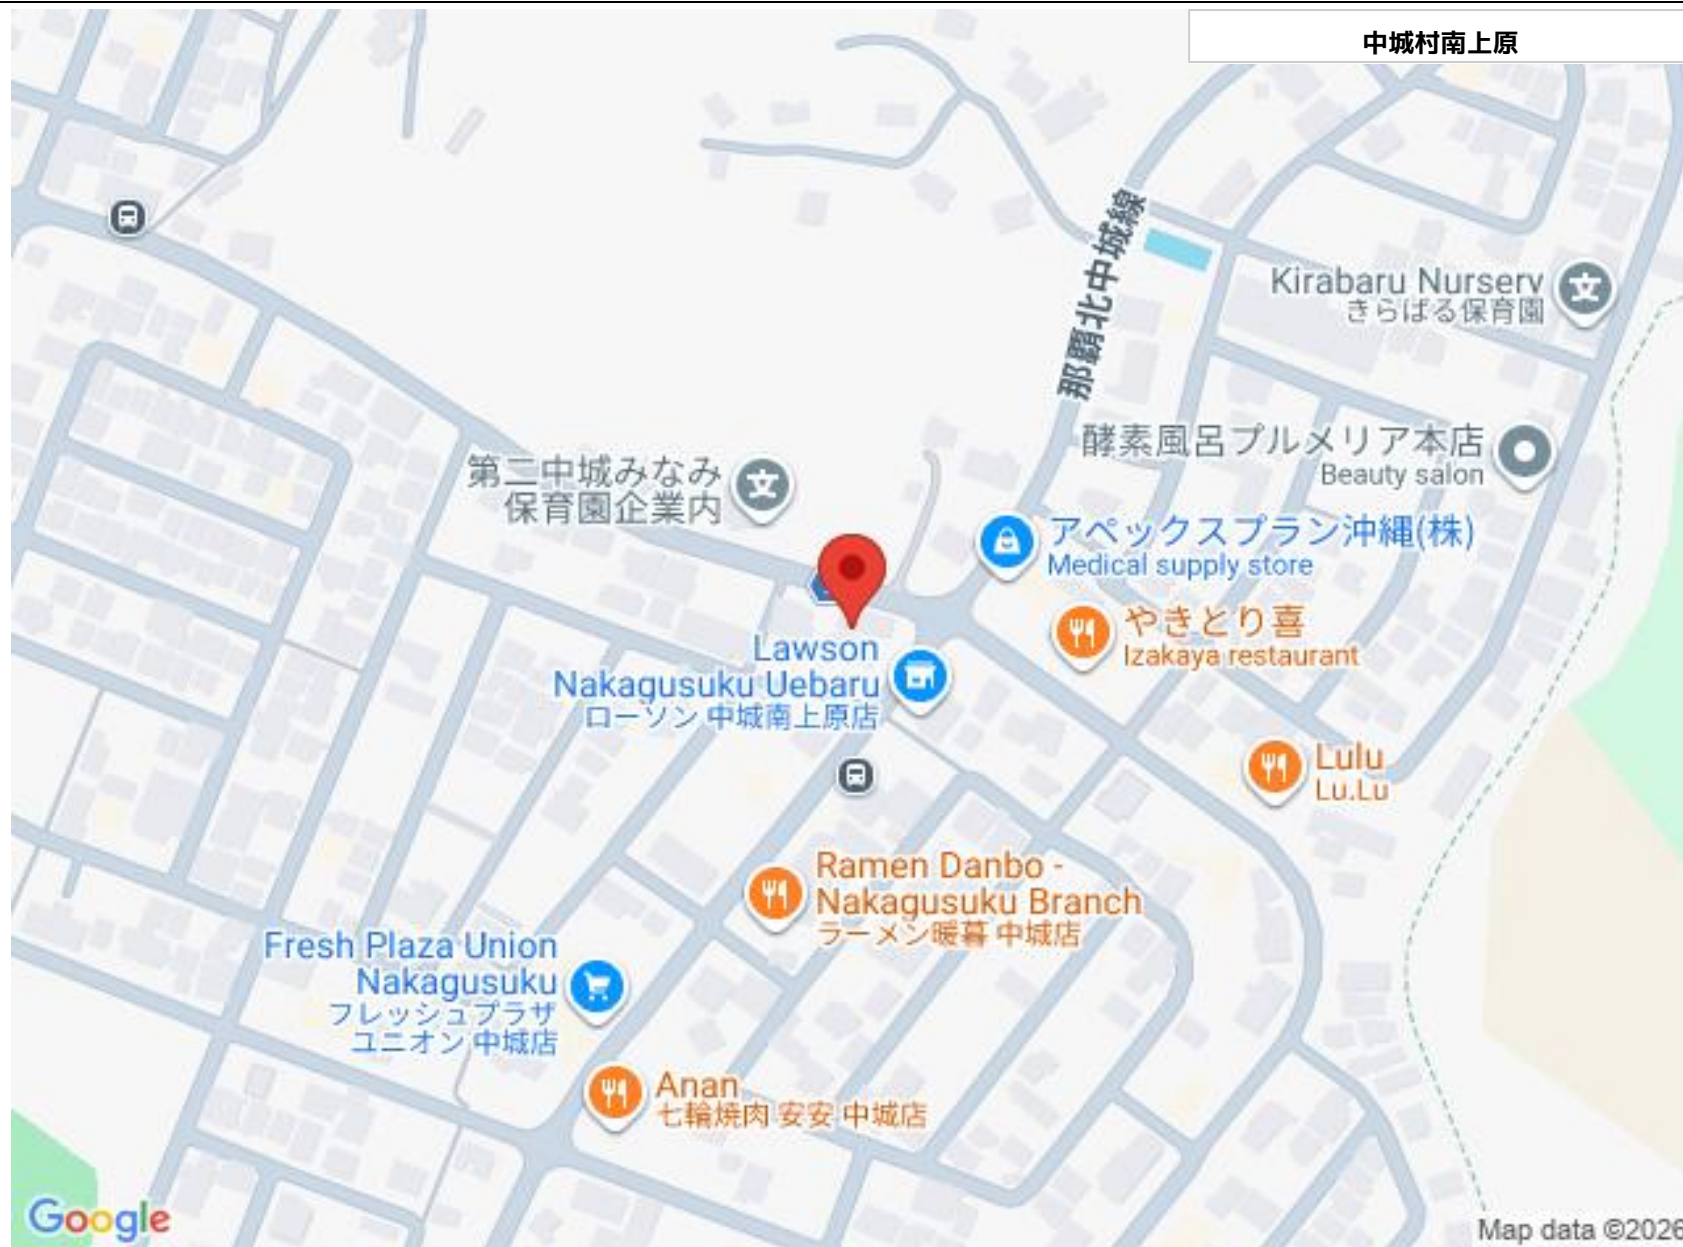 中城村南上原
那覇北中城線
Kirabaru Nurserv
きらばる保育園
酵素風呂プルメリア本店
Beauty salon
第二中城みなみ
保育園企業内
アペックスプラン沖縄(株)
Medical supply store
やきとり喜
Izakaya restaurant
Lawson
Nakagusuku Uebaru
ローソン 中城南上原店
Lulu
Lu.Lu
Ramen Danbo -
Nakagusuku Branch
ラーメン暖暮 中城店
Fresh Plaza Union
Nakagusuku
フレッシュプラザ
ユニオン 中城店
Anan
七輪焼肉 安安 中城店
Google
Map data ©2026